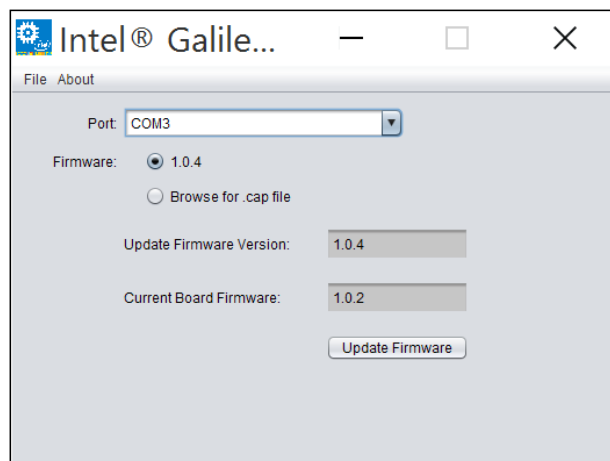 Intel® Galile...
File About
Port: COM3
Firmware: 1.0.4
Browse for .cap file
Update Firmware Version: 1.0.4
Current Board Firmware: 1.0.2
Update Firmware